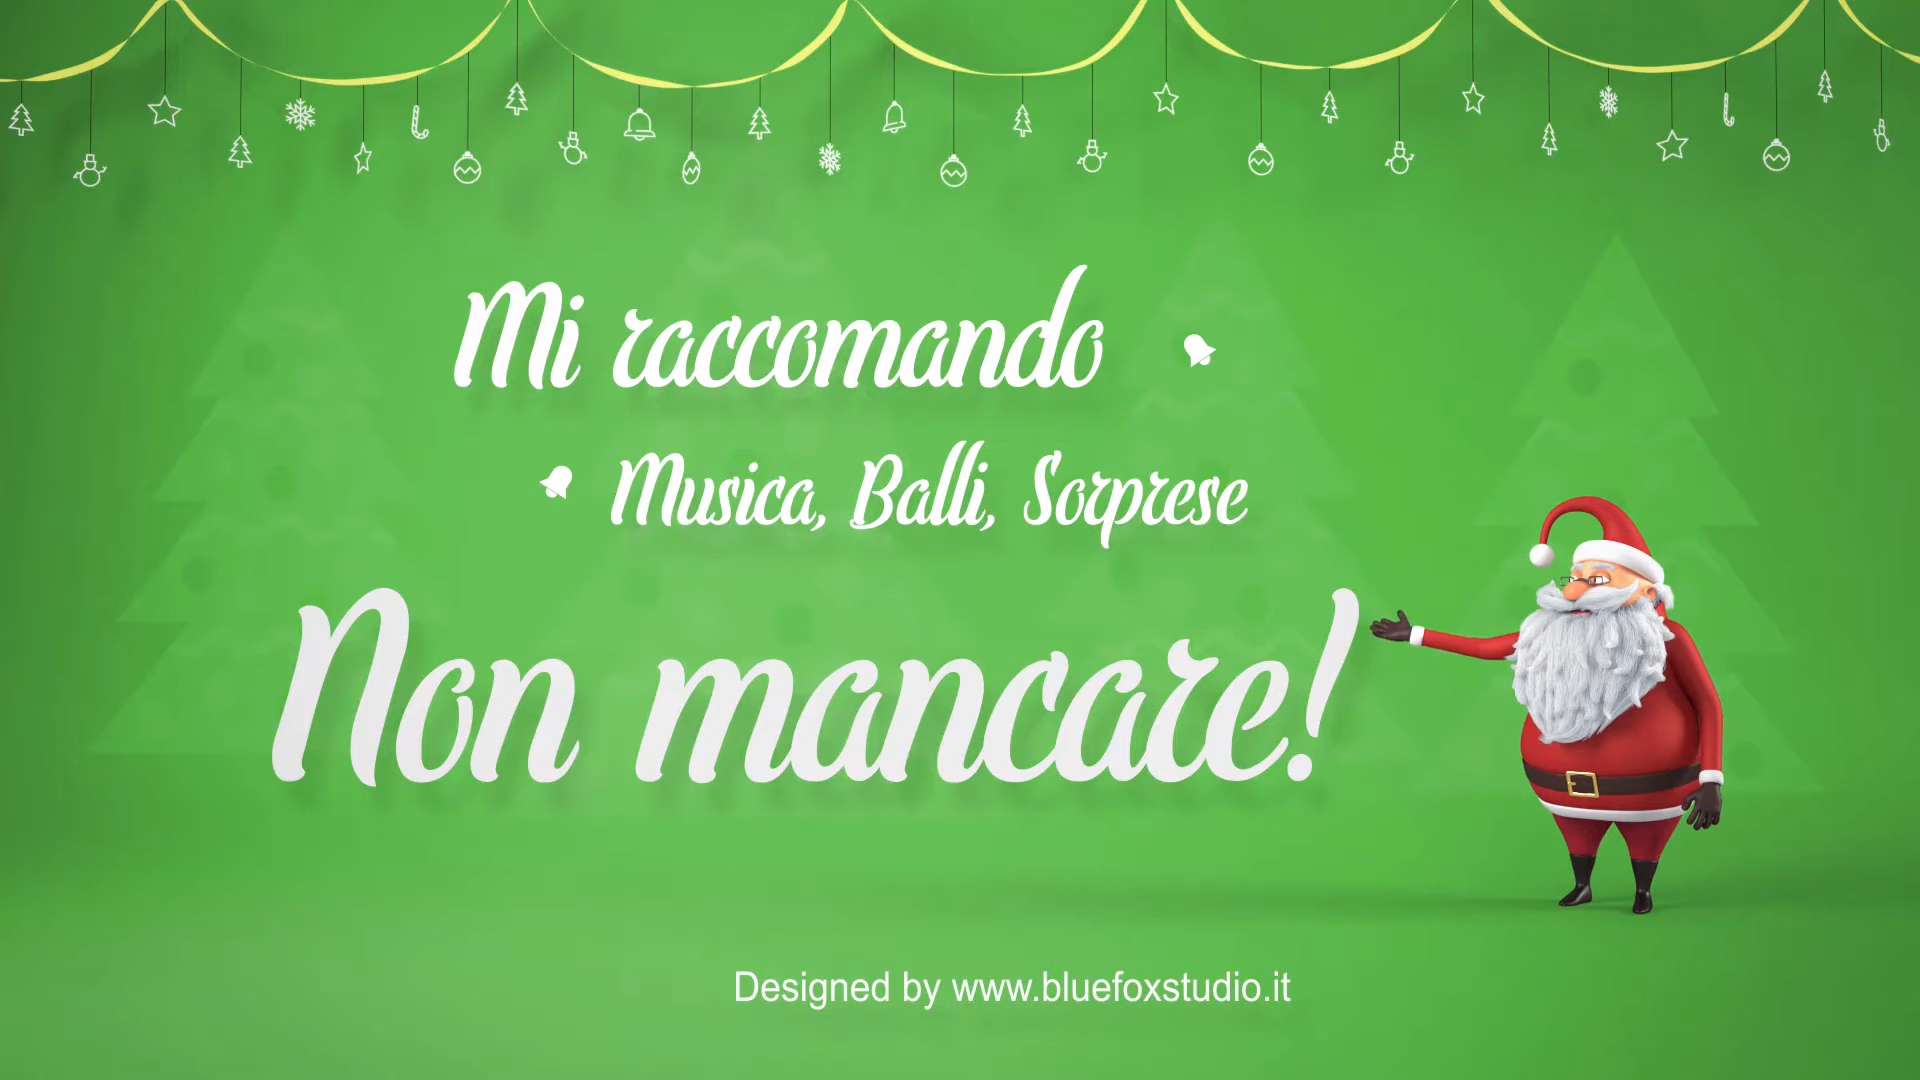 Mi raccomando
Musica, Balli, Sorprese
Non mancare!
Designed by www.bluefoxstudio.it